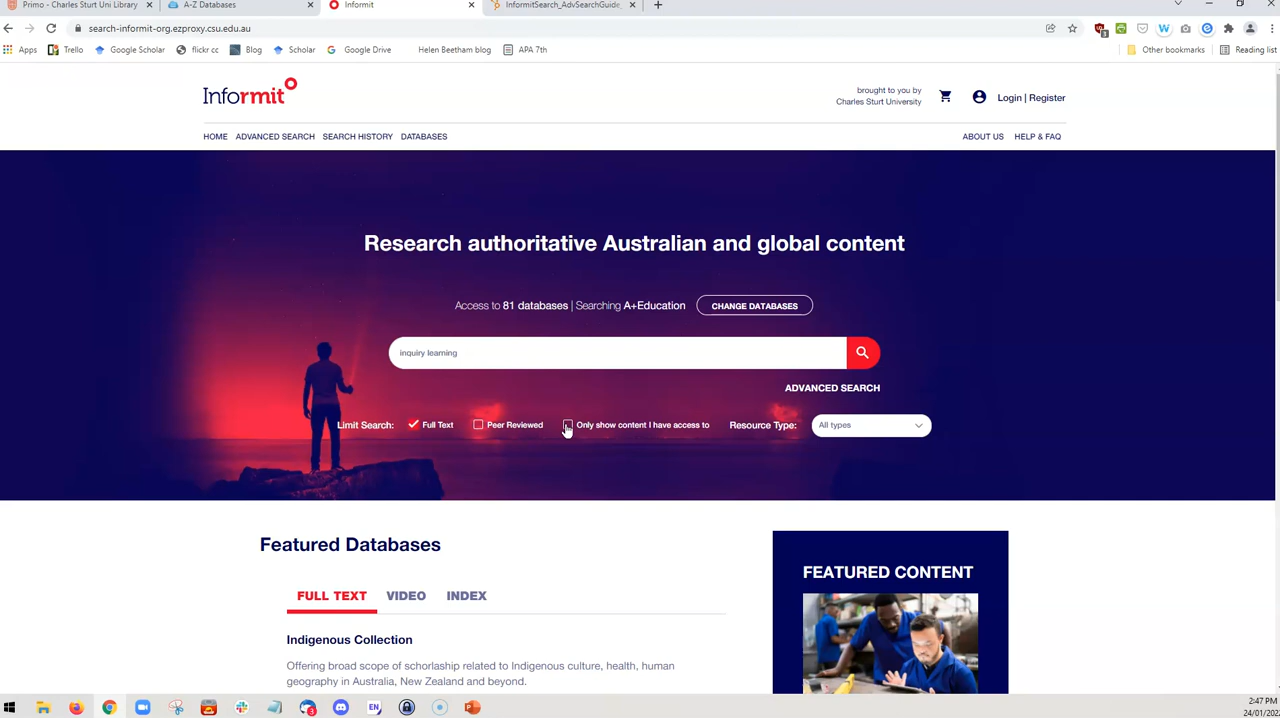 Primo - Charles Sturt Uni Library
A-Z Databases
Informit
InformitSearch_AdvSearchGuide
search-informit-org.ezproxy.csu.edu.au
Apps
Trello
Google Scholar
flickr cc
Blog
Scholar
Google Drive
Helen Beetham blog
APA 7th
Other bookmarks
Reading list
Informit
brought to you by
Charles Sturt University
Login | Register
HOME
ADVANCED SEARCH
SEARCH HISTORY
DATABASES
ABOUT US
HELP & FAQ
Research authoritative Australian and global content
Access to 81 databases | Searching A+Education
CHANGE DATABASES
inquiry learning
ADVANCED SEARCH
Limit Search:
Full Text
Peer Reviewed
Only show content I have access to
Resource Type:
All types
Featured Databases
FULL TEXT
VIDEO
INDEX
Indigenous Collection
Offering broad scope of schorlaship related to Indigenous culture, health, human
geography in Australia, New Zealand and beyond.
FEATURED CONTENT
EN
2:47 PM
24/01/202